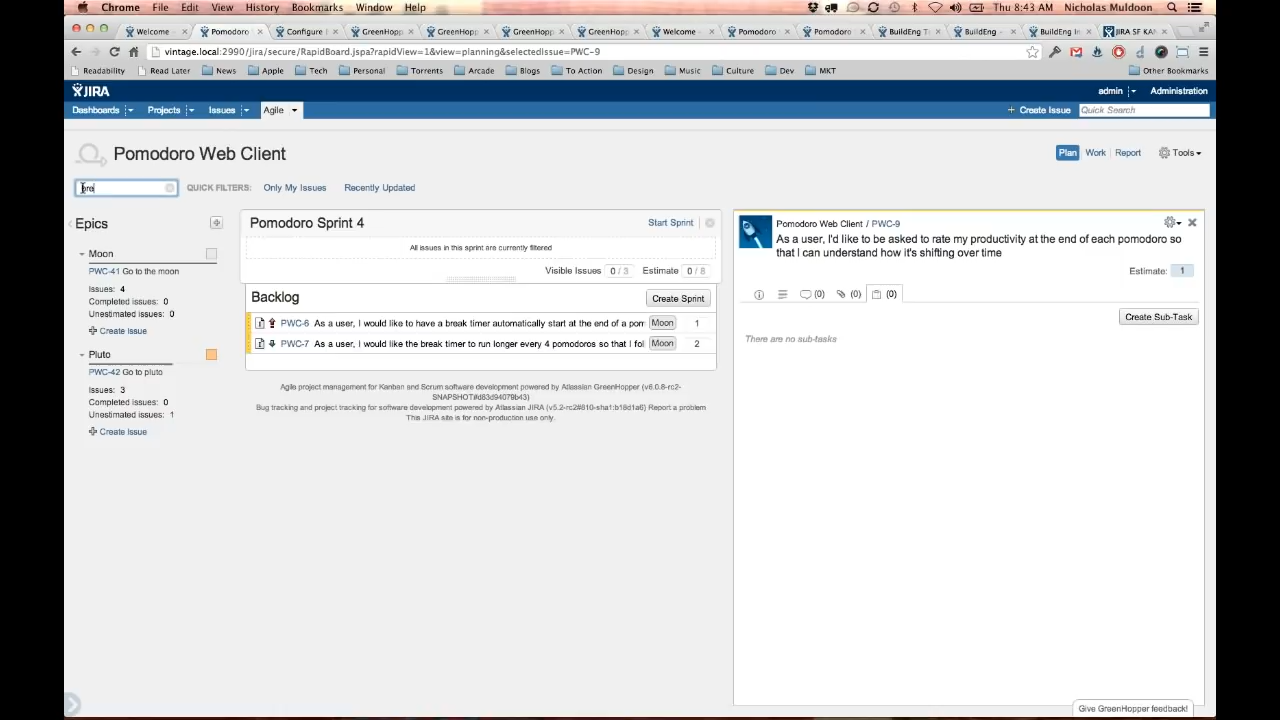 Chrome File Edit View History Bookmarks Window Help Thu 8:43 AM Nicholas Muldoon
Welcome Pomodoro Configure GreenHopp GreenHopp GreenHopp GreenHopp Welcome Pomodoro Pomodoro BuildEng T BuildEng BuildEng In JIRA SF KAN
vintage.local:2990/jira/secure/RapidBoard.jspa?rapidView=1&view=planning&selectedIssue=PWC-9
Readability Read Later News Apple Tech Personal Torrents Arcade Blogs To Action Design Music Culture Dev MKT Other Bookmarks
JIRA admin Administration
Dashboards Projects Issues Agile + Create Issue Quick Search
Pomodoro Web Client Plan Work Report Tools
QUICK FILTERS: Only My Issues Recently Updated
Epics
Moon
PWC-41 Go to the moon
Issues: 4
Completed issues: 0
Unestimated issues: 0
Create Issue
Pluto
PWC-42 Go to pluto
Issues: 3
Completed issues: 0
Unestimated issues: 1
Create Issue
Pomodoro Sprint 4 Start Sprint
All issues in this sprint are currently filtered
Visible Issues 0 / 3 Estimate 0 / 8
Backlog Create Sprint
PWC-6 As a user, I would like to have a break timer automatically start at the end of a pom Moon 1
PWC-7 As a user, I would like the break timer to run longer every 4 pomodoros so that I fol Moon 2
Agile project management for Kanban and Scrum software development powered by Atlassian GreenHopper (v6.0.8-rc2-
SNAPSHOT#d83d94079b43)
Bug tracking and project tracking for software development powered by Atlassian JIRA (v5.2-rc2#810-sha1:b18d1a6) Report a problem
This JIRA site is for non-production use only.
Pomodoro Web Client / PWC-9
As a user, I'd like to be asked to rate my productivity at the end of each pomodoro so
that I can understand how it's shifting over time
Estimate: 1
(0) (0) (0)
Create Sub-Task
There are no sub-tasks
Give GreenHopper feedback!